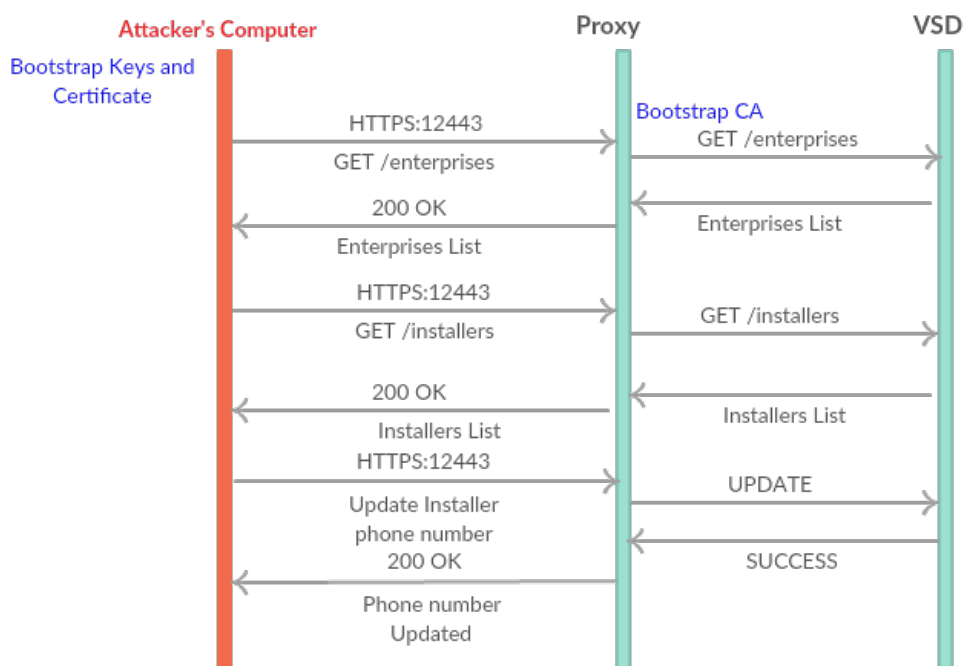 Attacker's Computer
Proxy
VSD
Bootstrap Keys and
Certificate
Bootstrap CA
HTTPS:12443
GET /enterprises
GET /enterprises
200 OK
Enterprises List
Enterprises List
HTTPS:12443
GET /installers
GET /installers
200 OK
Installers List
Installers List
HTTPS:12443
Update Installer
phone number
UPDATE
SUCCESS
200 OK
Phone number
Updated